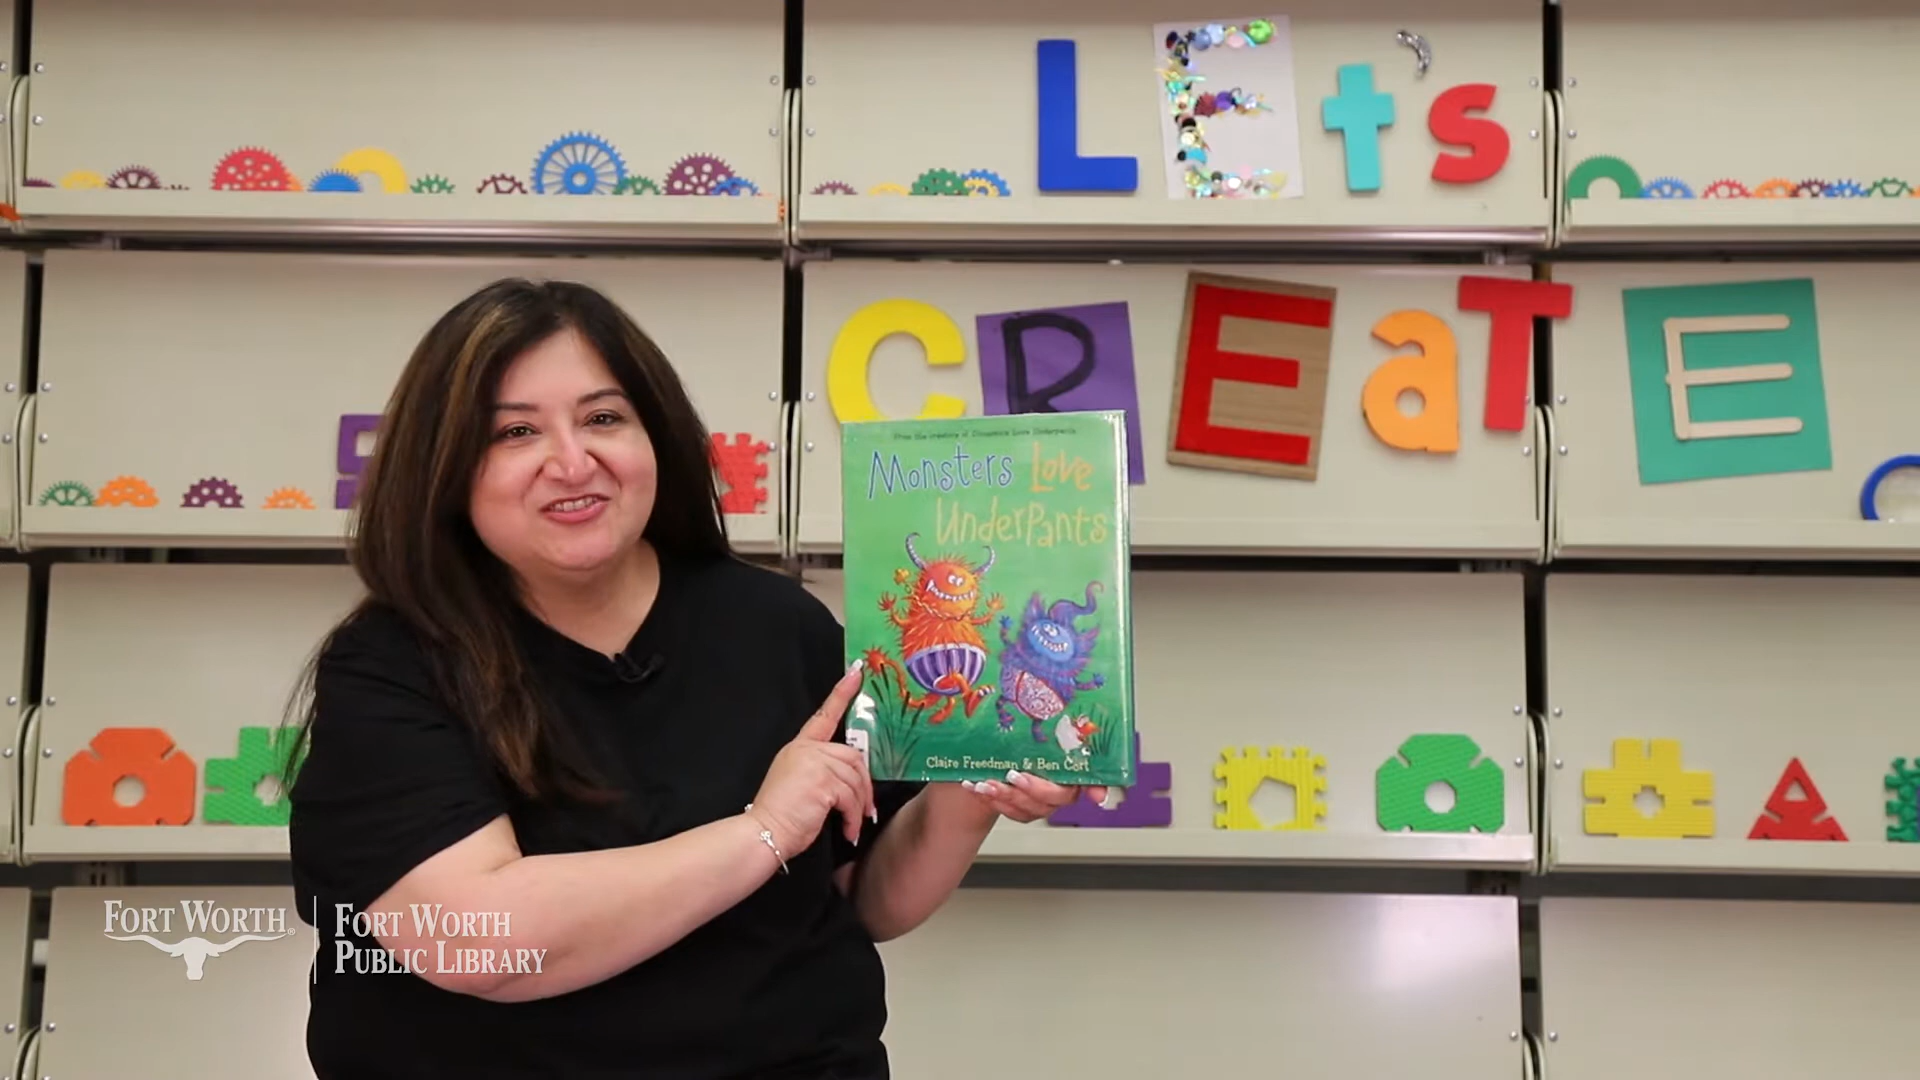 LEt's
CREaTE
From the creators of Dinosaurs Love Underpants
Monsters Love
UnderPants
Claire Freedman & Ben Cort
FORT WORTH®
FORT WORTH
PUBLIC LIBRARY